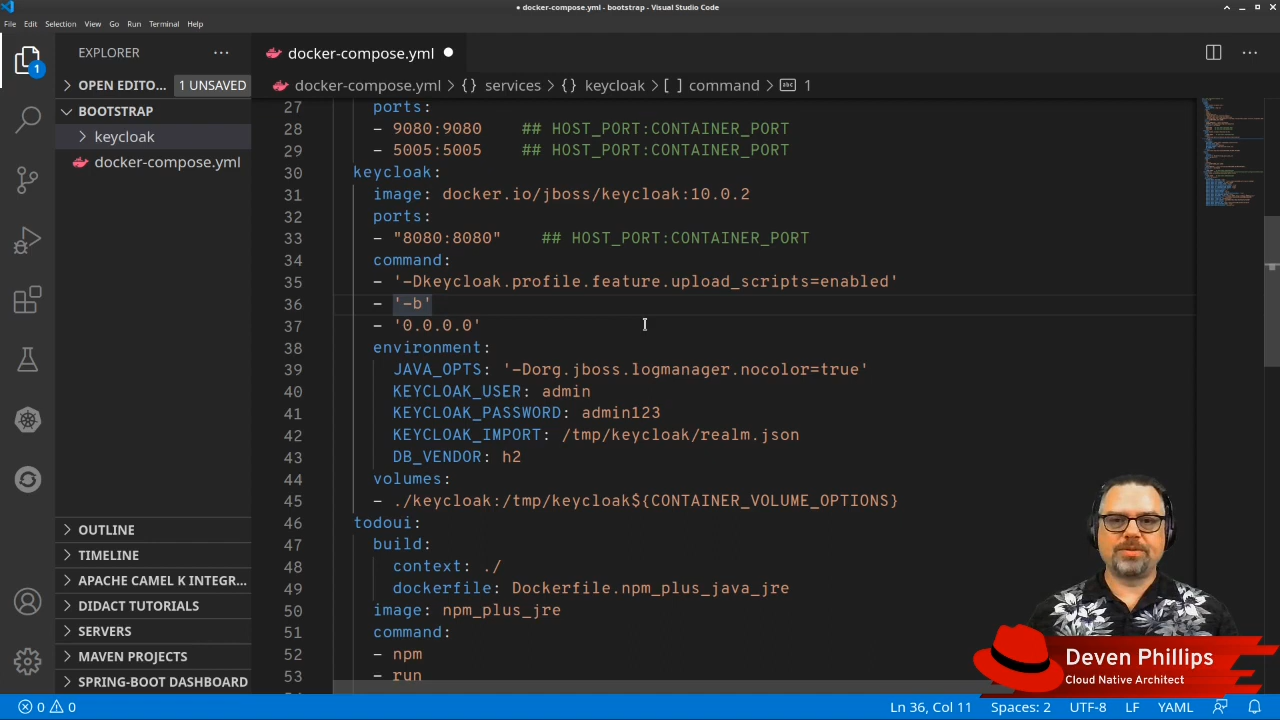 ● docker-compose.yml - bootstrap - Visual Studio Code
File Edit Selection View Go Run Terminal Help
EXPLORER ···
docker-compose.yml ●
1
OPEN EDITO... 1 UNSAVED
docker-compose.yml > {} services > {} keycloak > [ ] command > abc 1
BOOTSTRAP
keycloak
docker-compose.yml
27 ports:
28 - 9080:9080 ## HOST_PORT:CONTAINER_PORT
29 - 5005:5005 ## HOST_PORT:CONTAINER_PORT
30 keycloak:
31 image: docker.io/jboss/keycloak:10.0.2
32 ports:
33 - "8080:8080" ## HOST_PORT:CONTAINER_PORT
34 command:
35 - '-Dkeycloak.profile.feature.upload_scripts=enabled'
36 - '-b'
37 - '0.0.0.0'
38 environment:
39 JAVA_OPTS: '-Dorg.jboss.logmanager.nocolor=true'
40 KEYCLOAK_USER: admin
41 KEYCLOAK_PASSWORD: admin123
42 KEYCLOAK_IMPORT: /tmp/keycloak/realm.json
43 DB_VENDOR: h2
44 volumes:
45 - ./keycloak:/tmp/keycloak${CONTAINER_VOLUME_OPTIONS}
46 todoui:
47 build:
48 context: ./
49 dockerfile: Dockerfile.npm_plus_java_jre
50 image: npm_plus_jre
51 command:
52 - npm
53 - run
OUTLINE
TIMELINE
APACHE CAMEL K INTEGR...
DIDACT TUTORIALS
SERVERS
MAVEN PROJECTS
SPRING-BOOT DASHBOARD
Deven Phillips
Cloud Native Architect
0 0
Ln 36, Col 11 Spaces: 2 UTF-8 LF YAML